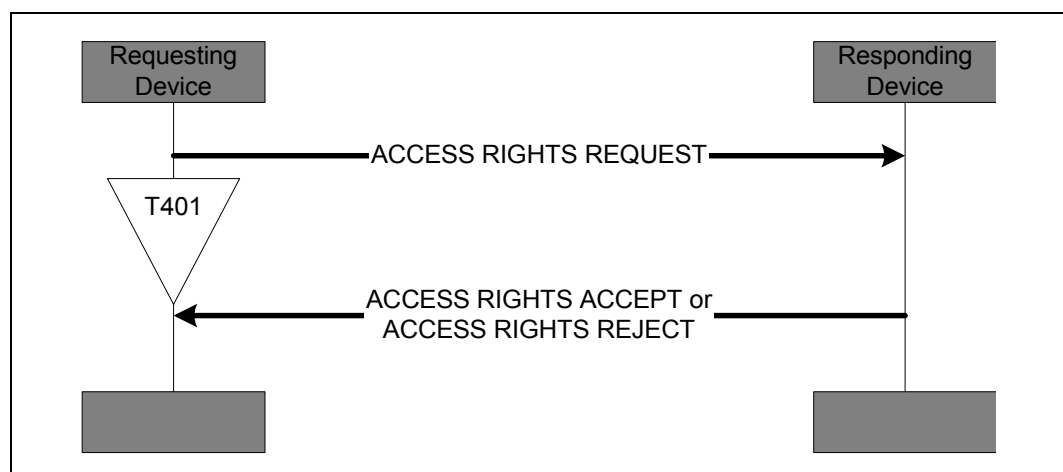 Requesting
Device
Responding
Device
ACCESS RIGHTS REQUEST
T401
ACCESS RIGHTS ACCEPT or
ACCESS RIGHTS REJECT